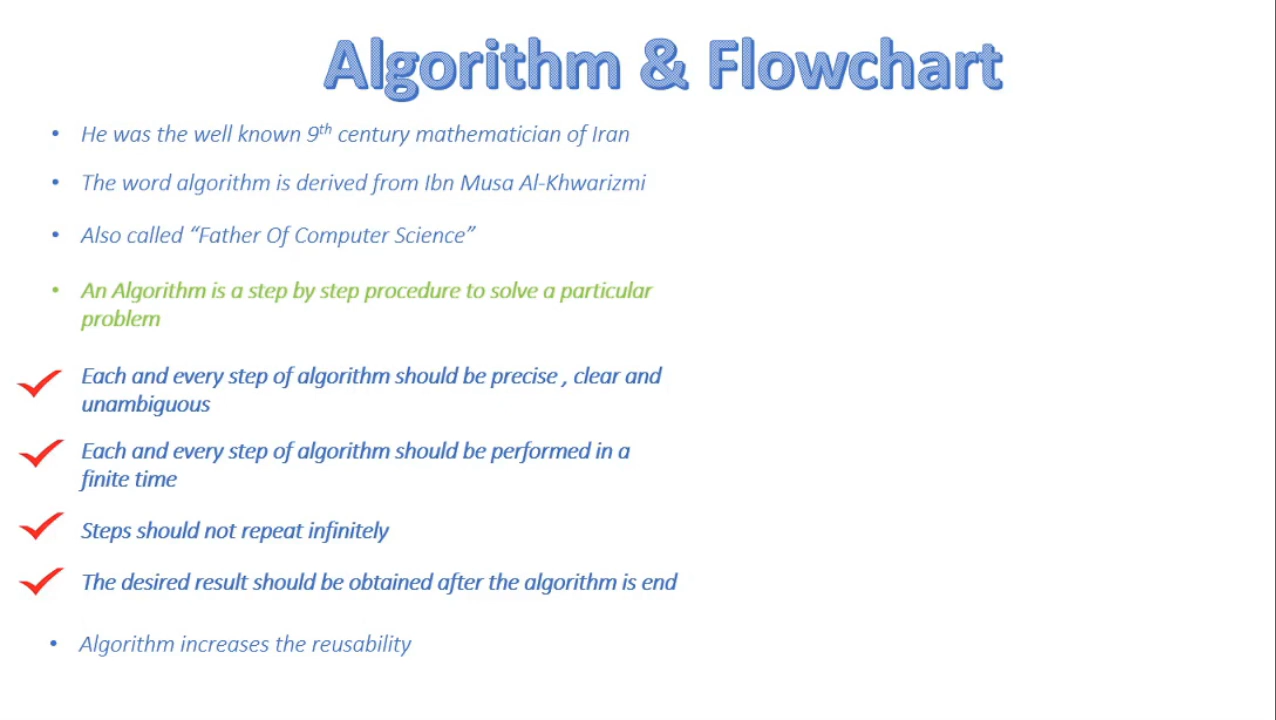 Algorithm & Flowchart
• He was the well known 9th century mathematician of Iran
• The word algorithm is derived from Ibn Musa Al-Khwarizmi
• Also called “Father Of Computer Science”
• An Algorithm is a step by step procedure to solve a particular
problem
Each and every step of algorithm should be precise , clear and
unambiguous
Each and every step of algorithm should be performed in a
finite time
Steps should not repeat infinitely
The desired result should be obtained after the algorithm is end
• Algorithm increases the reusability